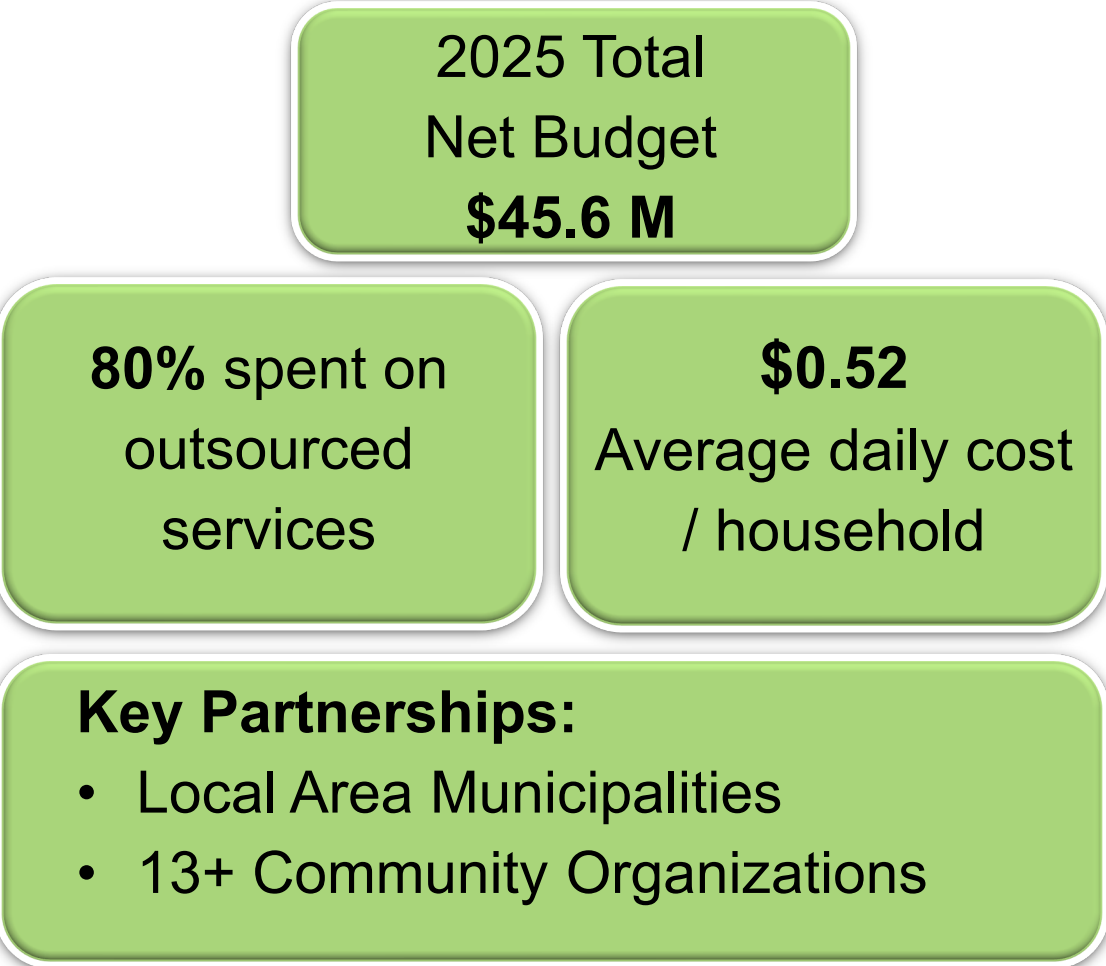 2025 Total
Net Budget
$45.6 M
80% spent on
outsourced
services
$0.52
Average daily cost
/ household
Key Partnerships:
• Local Area Municipalities
• 13+ Community Organizations